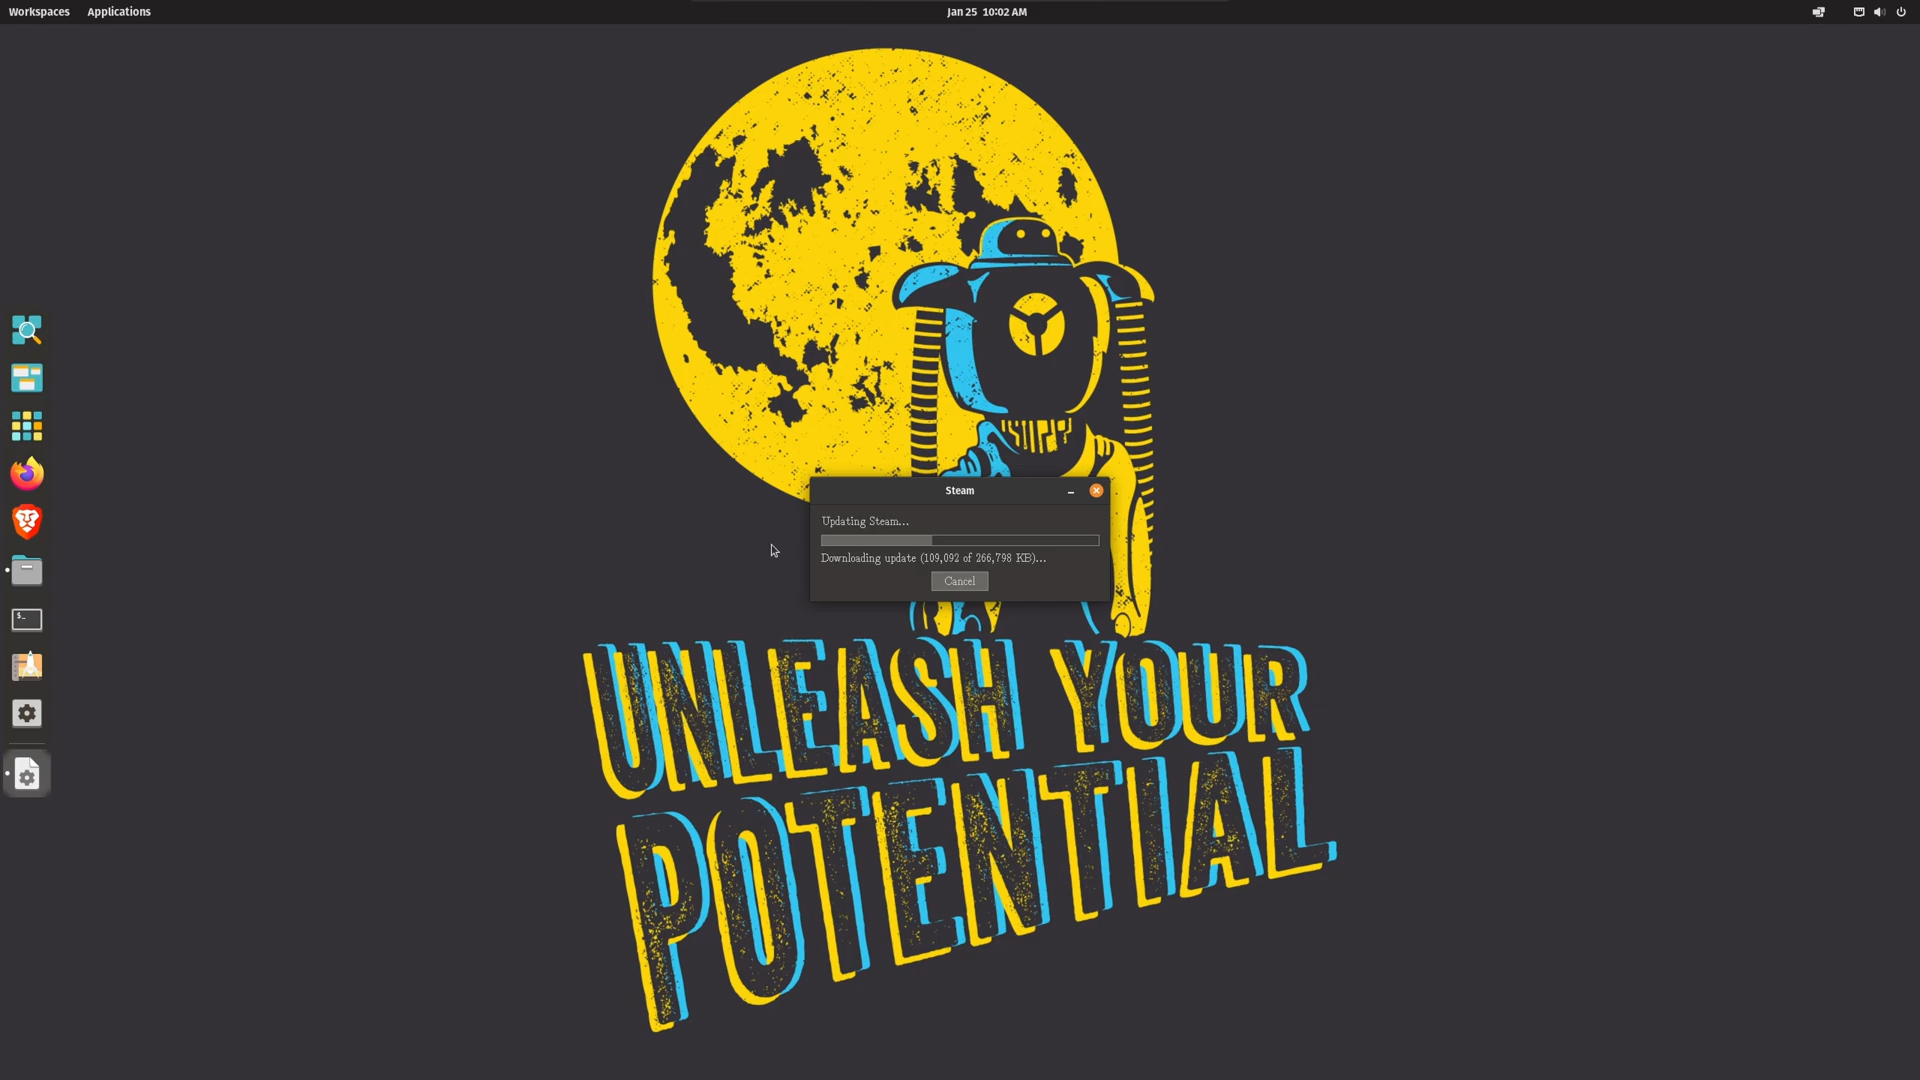 Workspaces Applications Jan 25 10:02 AM
Steam
Updating Steam...
Downloading update (109,092 of 266,798 KB)...
Cancel
UNLEASH YOUR
POTENTIAL